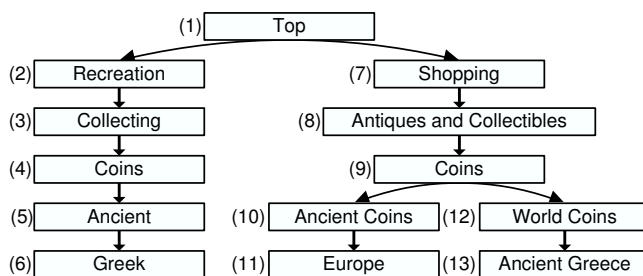 (1) Top
(2) Recreation (7) Shopping
(3) Collecting (8) Antiques and Collectibles
(4) Coins (9) Coins
(5) Ancient (10) Ancient Coins (12) World Coins
(6) Greek (11) Europe (13) Ancient Greece